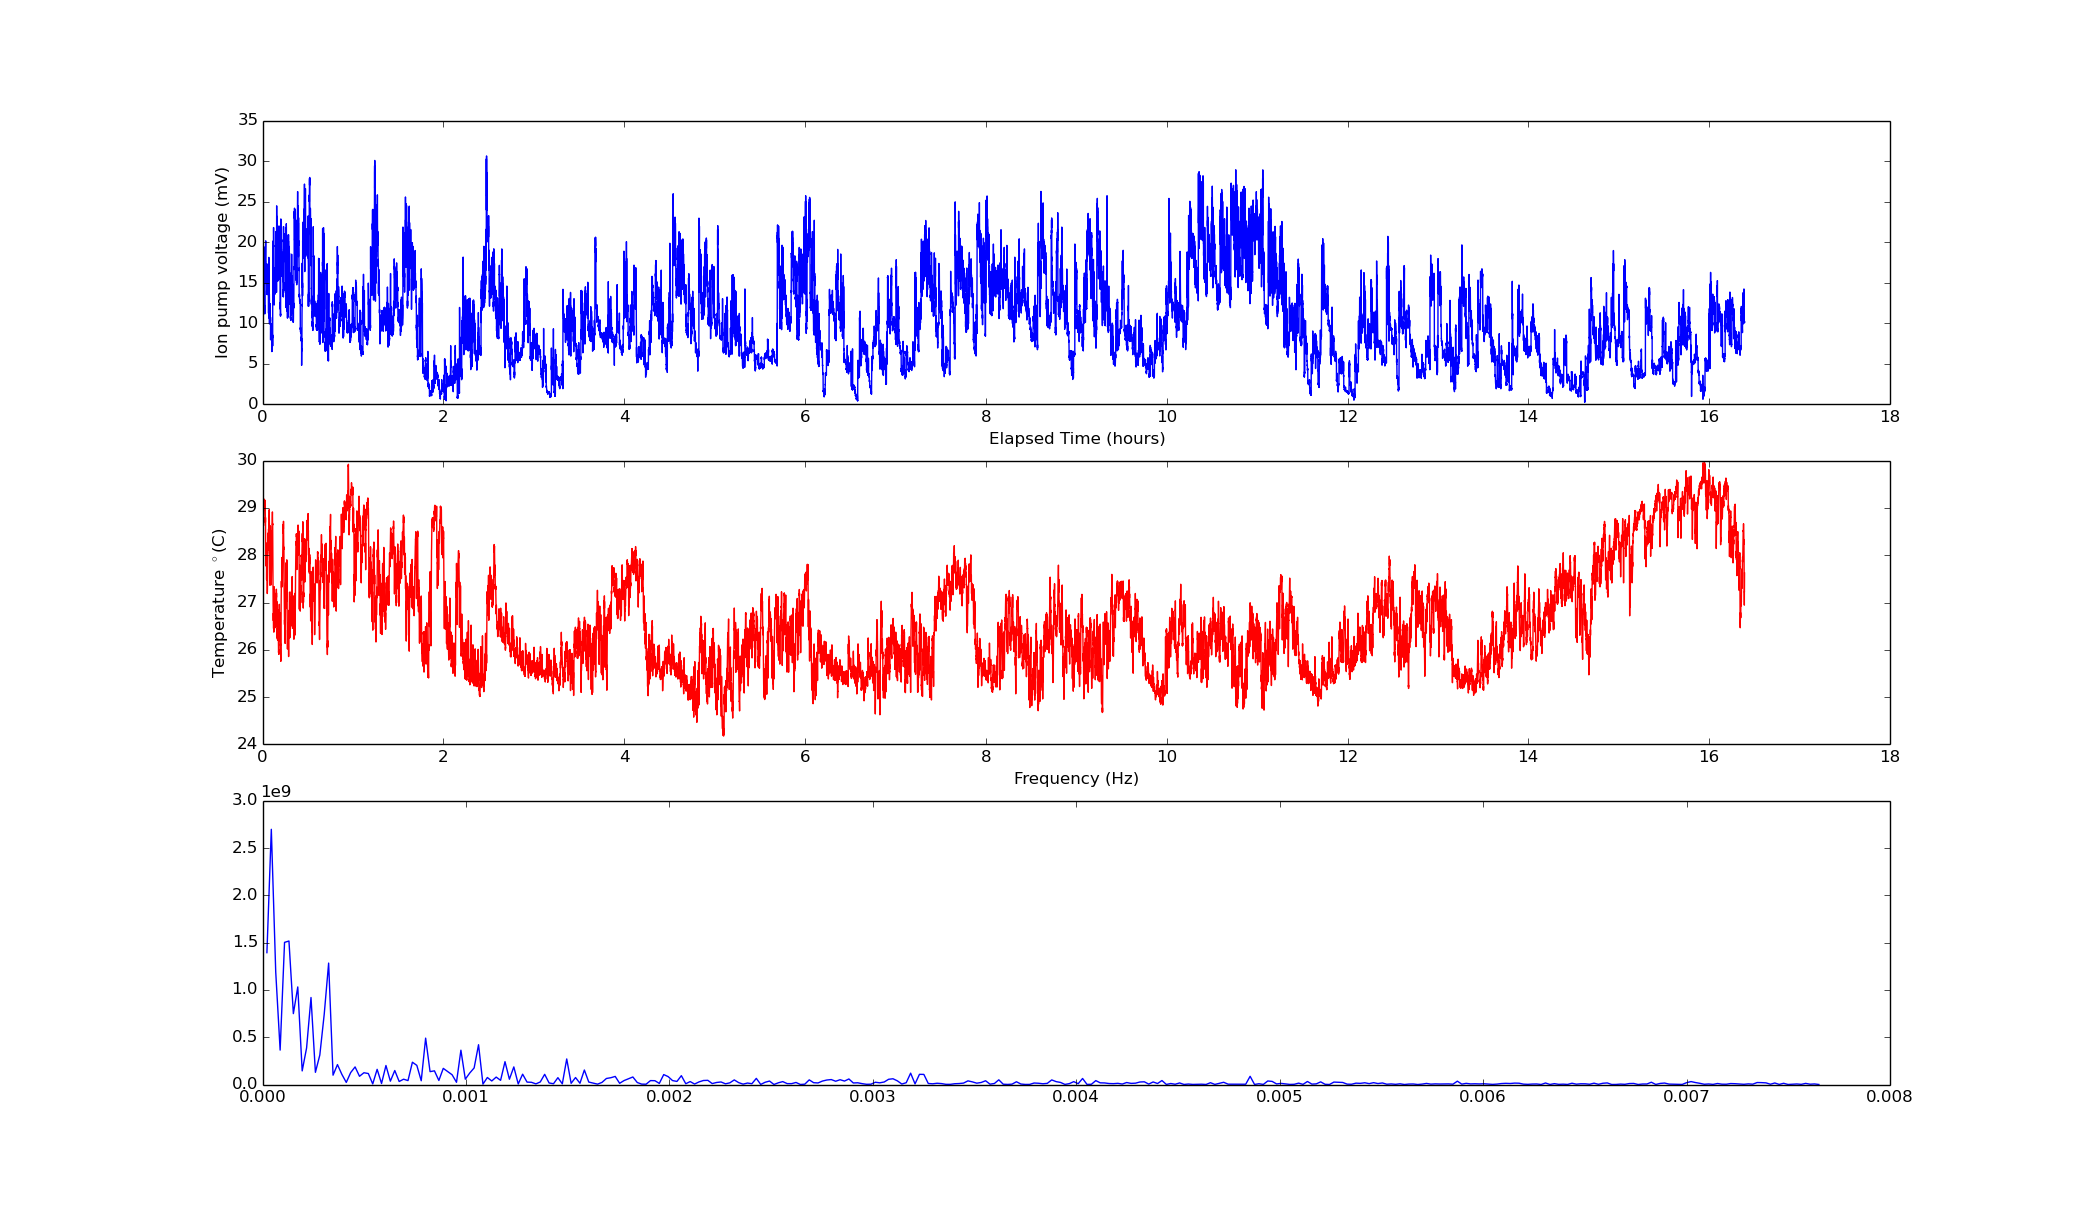 35
30
25
20
15
10
5
0
Ion pump voltage (mV)
0 2 4 6 8 10 12 14 16 18
Elapsed Time (hours)
30
29
28
27
26
25
24
Temperature °(C)
0 2 4 6 8 10 12 14 16 18
Frequency (Hz)
1e9
3.0
2.5
2.0
1.5
1.0
0.5
0.0
0.000 0.001 0.002 0.003 0.004 0.005 0.006 0.007 0.008